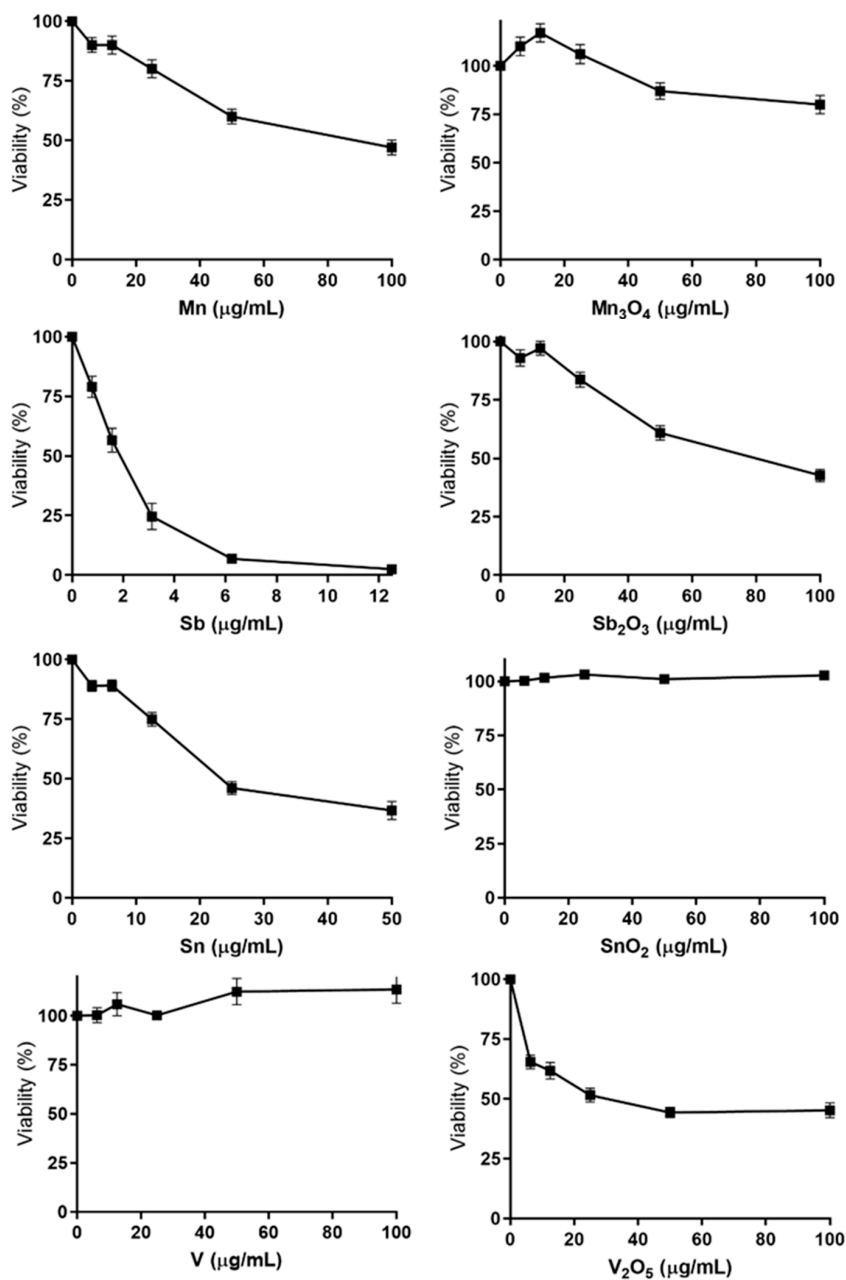 100
75
50
25
0
Viability (%)
0 20 40 60 80 100
Mn (μg/mL)
100
75
50
25
0
Viability (%)
0 20 40 60 80 100
Mn₃O₄ (μg/mL)
100
75
50
25
0
Viability (%)
0 2 4 6 8 10 12
Sb (μg/mL)
100
75
50
25
0
Viability (%)
0 20 40 60 80 100
Sb₂O₃ (μg/mL)
100
75
50
25
0
Viability (%)
0 10 20 30 40 50
Sn (μg/mL)
100
75
50
25
0
Viability (%)
0 20 40 60 80 100
SnO₂ (μg/mL)
100
75
50
25
0
Viability (%)
0 20 40 60 80 100
V (μg/mL)
100
75
50
25
0
Viability (%)
0 20 40 60 80 100
V₂O₅ (μg/mL)